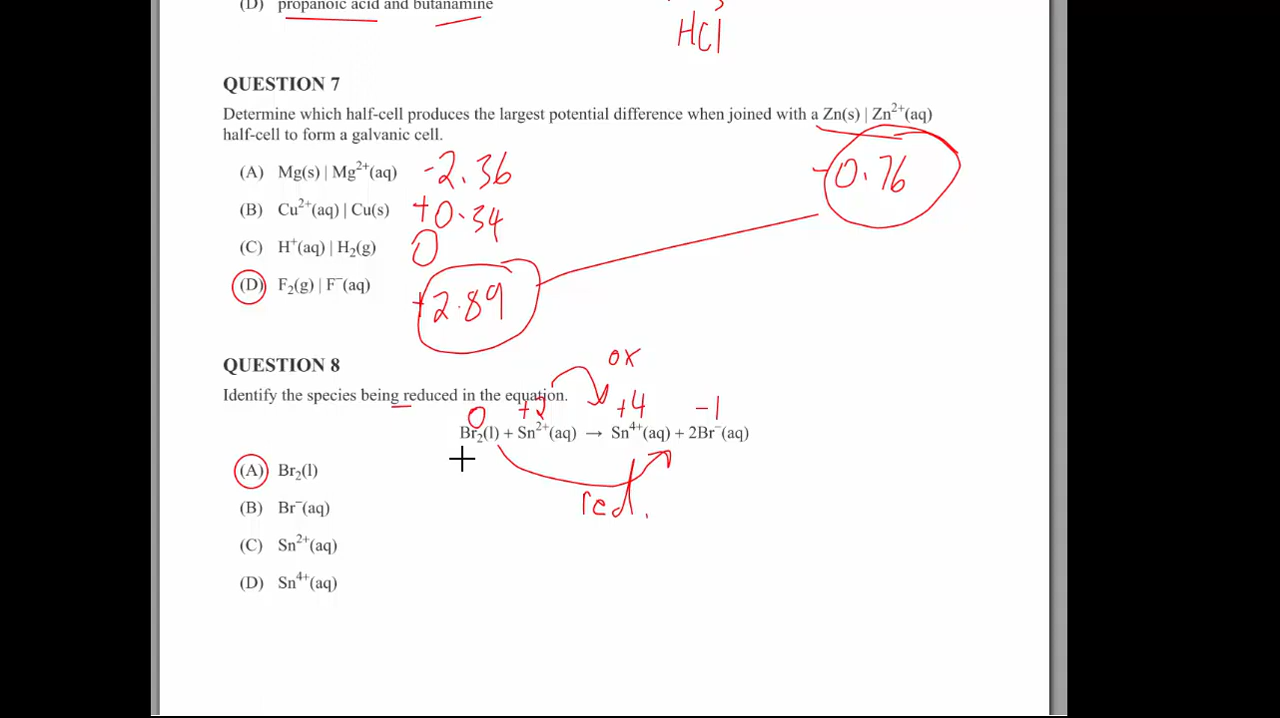 (D) propanoic acid and butanamine
HCl
QUESTION 7
Determine which half-cell produces the largest potential difference when joined with a Zn(s) | Zn²⁺(aq)
half-cell to form a galvanic cell.
-0.76
(A) Mg(s) | Mg²⁺(aq) -2.36
(B) Cu²⁺(aq) | Cu(s) +0.34
(C) H⁺(aq) | H₂(g) 0
(D) F₂(g) | F⁻(aq) +2.89
QUESTION 8
ox
Identify the species being reduced in the equation.
0 +2 +4 -1
Br₂(l) + Sn²⁺(aq) → Sn⁴⁺(aq) + 2Br⁻(aq)
(A) Br₂(l)
red.
(B) Br⁻(aq)
(C) Sn²⁺(aq)
(D) Sn⁴⁺(aq)